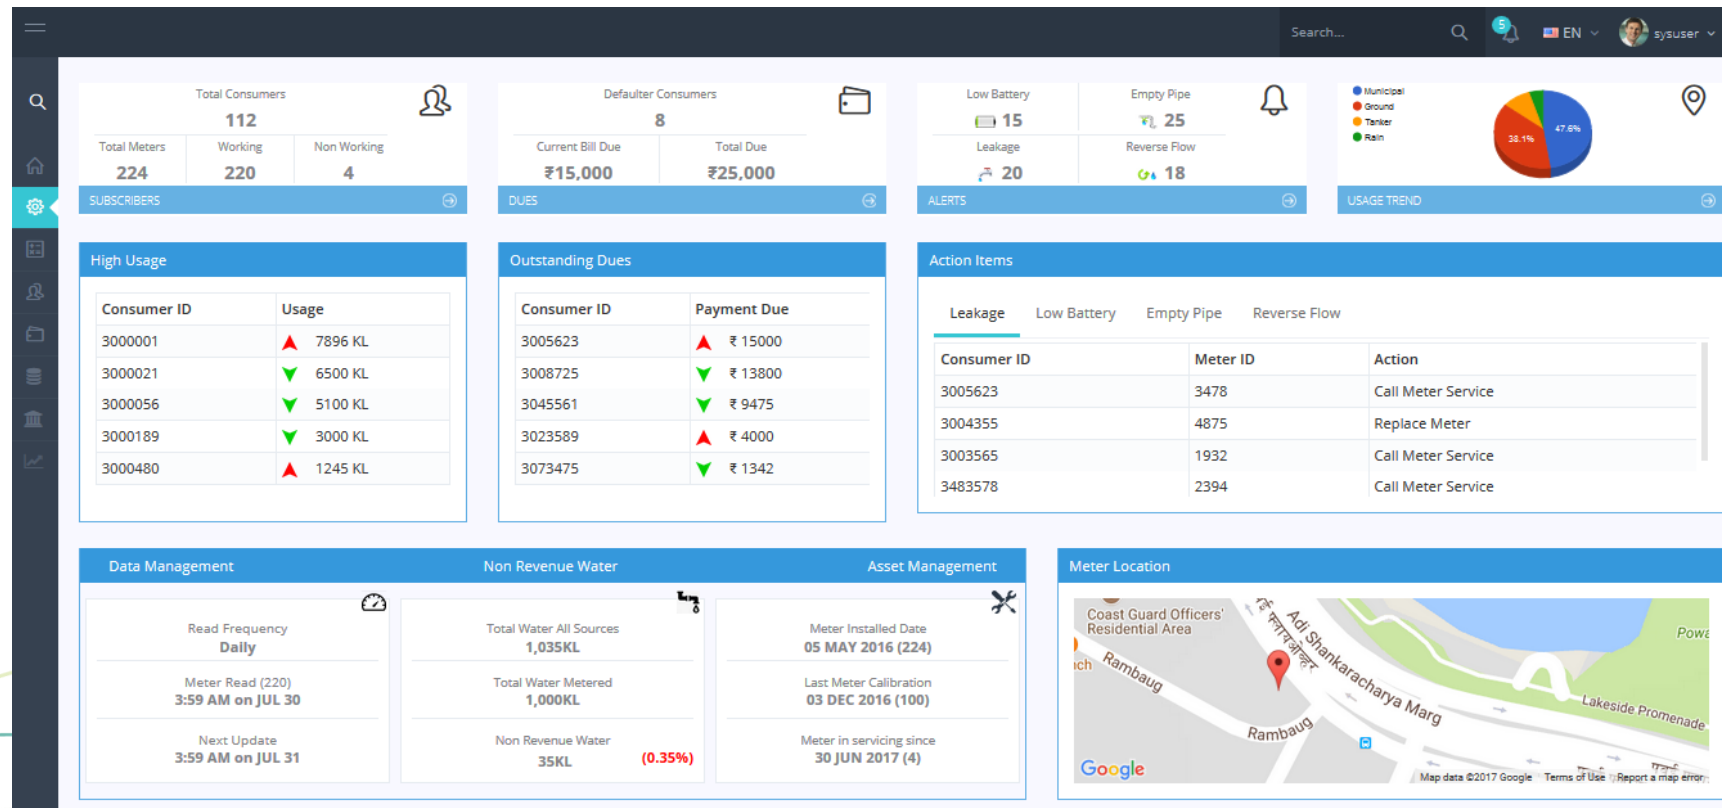 Search...
5
EN
sysuser
Total Consumers
112
Total Meters
Working
Non Working
224
220
4
SUBSCRIBERS
Defaulter Consumers
8
Current Bill Due
Total Due
₹15,000
₹25,000
DUES
Low Battery
Empty Pipe
15
25
Leakage
Reverse Flow
20
18
ALERTS
Municipal
Ground
Tanker
Rain
47.6%
38.1%
USAGE TREND
High Usage
Consumer ID Usage
3000001 7896 KL
3000021 6500 KL
3000056 5100 KL
3000189 3000 KL
3000480 1245 KL
Outstanding Dues
Consumer ID Payment Due
3005623 ₹ 15000
3008725 ₹ 13800
3045561 ₹ 9475
3023589 ₹ 4000
3073475 ₹ 1342
Action Items
Leakage Low Battery Empty Pipe Reverse Flow
Consumer ID Meter ID Action
3005623 3478 Call Meter Service
3004355 4875 Replace Meter
3003565 1932 Call Meter Service
3483578 2394 Call Meter Service
Data Management
Non Revenue Water
Asset Management
Read Frequency
Daily
Meter Read (220)
3:59 AM on JUL 30
Next Update
3:59 AM on JUL 31
Total Water All Sources
1,035KL
Total Water Metered
1,000KL
Non Revenue Water
35KL (0.35%)
Meter Installed Date
05 MAY 2016 (224)
Last Meter Calibration
03 DEC 2016 (100)
Meter in servicing since
30 JUN 2017 (4)
Meter Location
Coast Guard Officers'
Residential Area
Rambaug
Adi Shankaracharya Marg
Powa
Lakeside Promenade
Rambaug
Google
Map data ©2017 Google Terms of Use Report a map error